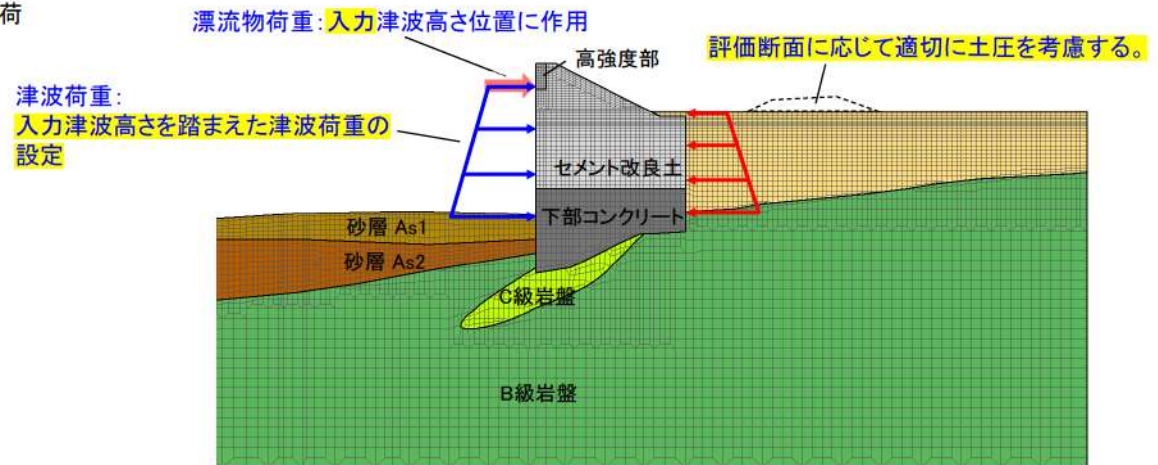 荷
漂流物荷重：入力津波高さ位置に作用
高強度部
評価断面に応じて適切に土圧を考慮する。
津波荷重：
入力津波高さを踏まえた津波荷重の
設定
セメント改良土
下部コンクリート
砂層 As1
砂層 As2
C級岩盤
B級岩盤